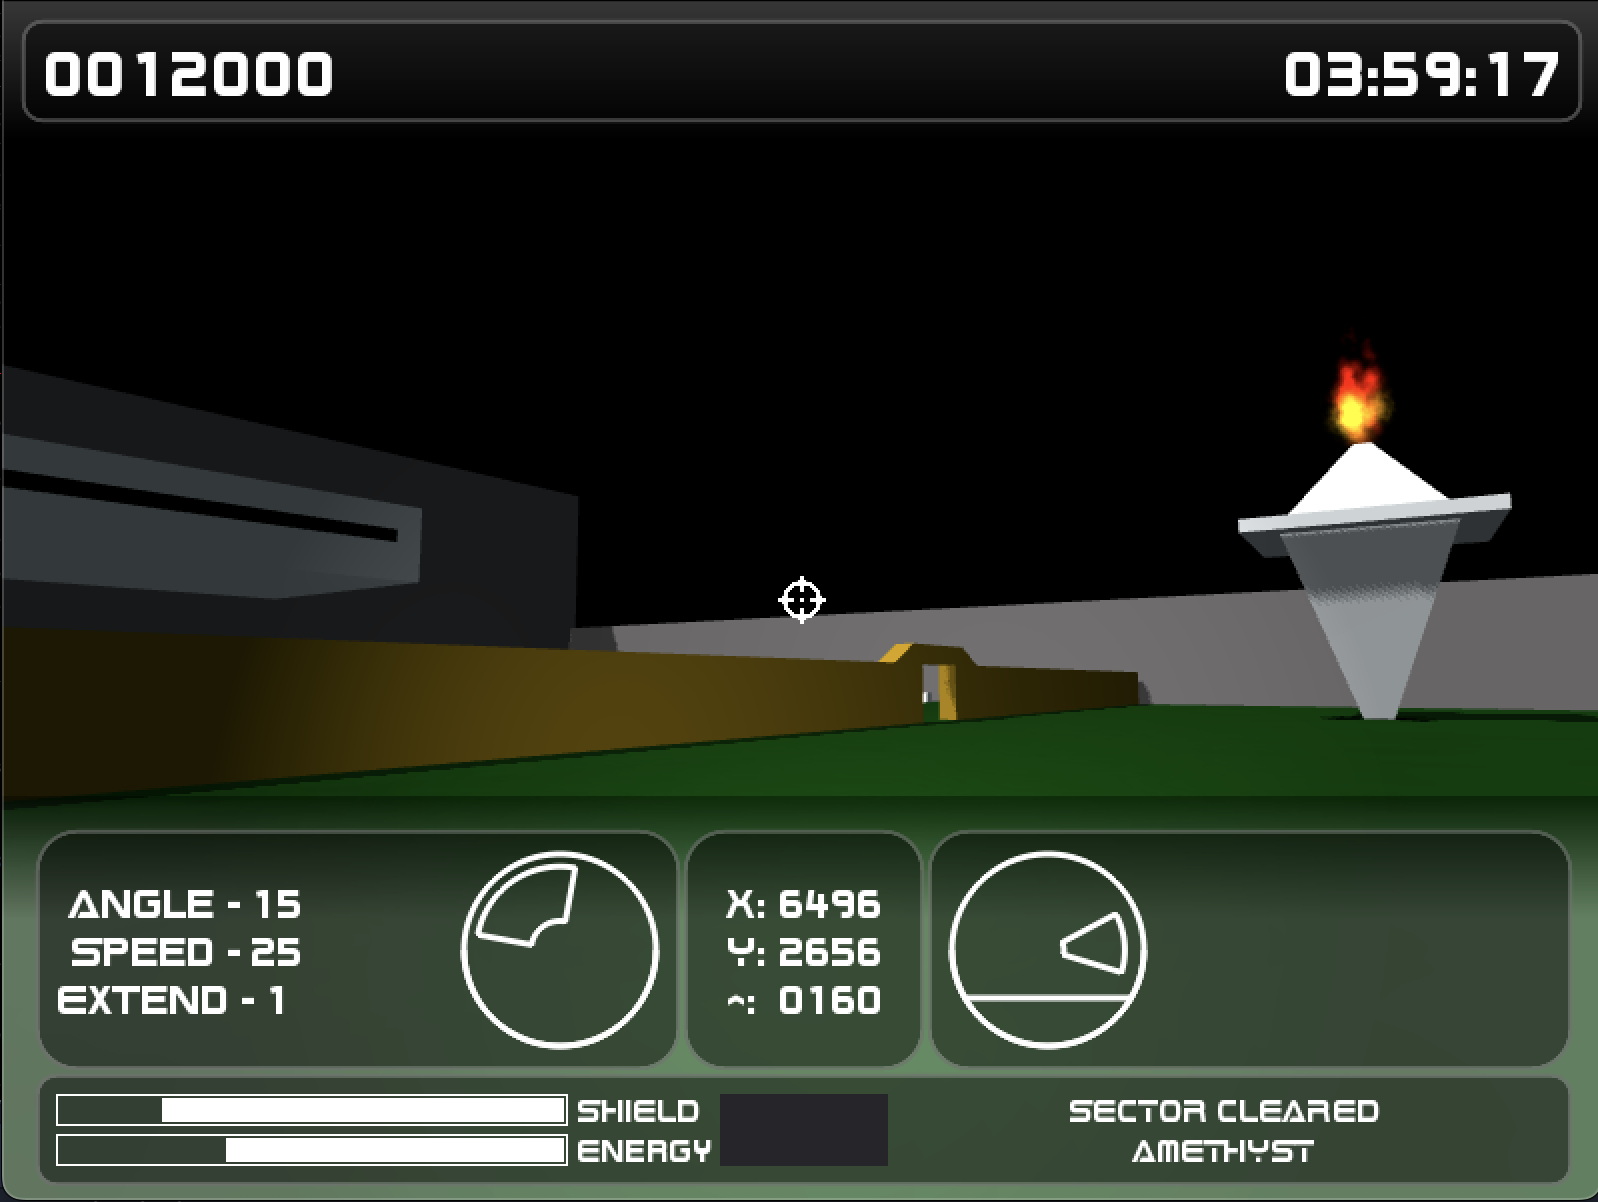 0012000
03:59:17
ANGLE - 15
SPEED - 25
EXTEND - 1
X: 6496
Y: 2656
^: 0160
SHIELD
ENERGY
SECTOR CLEARED
AMETHYST